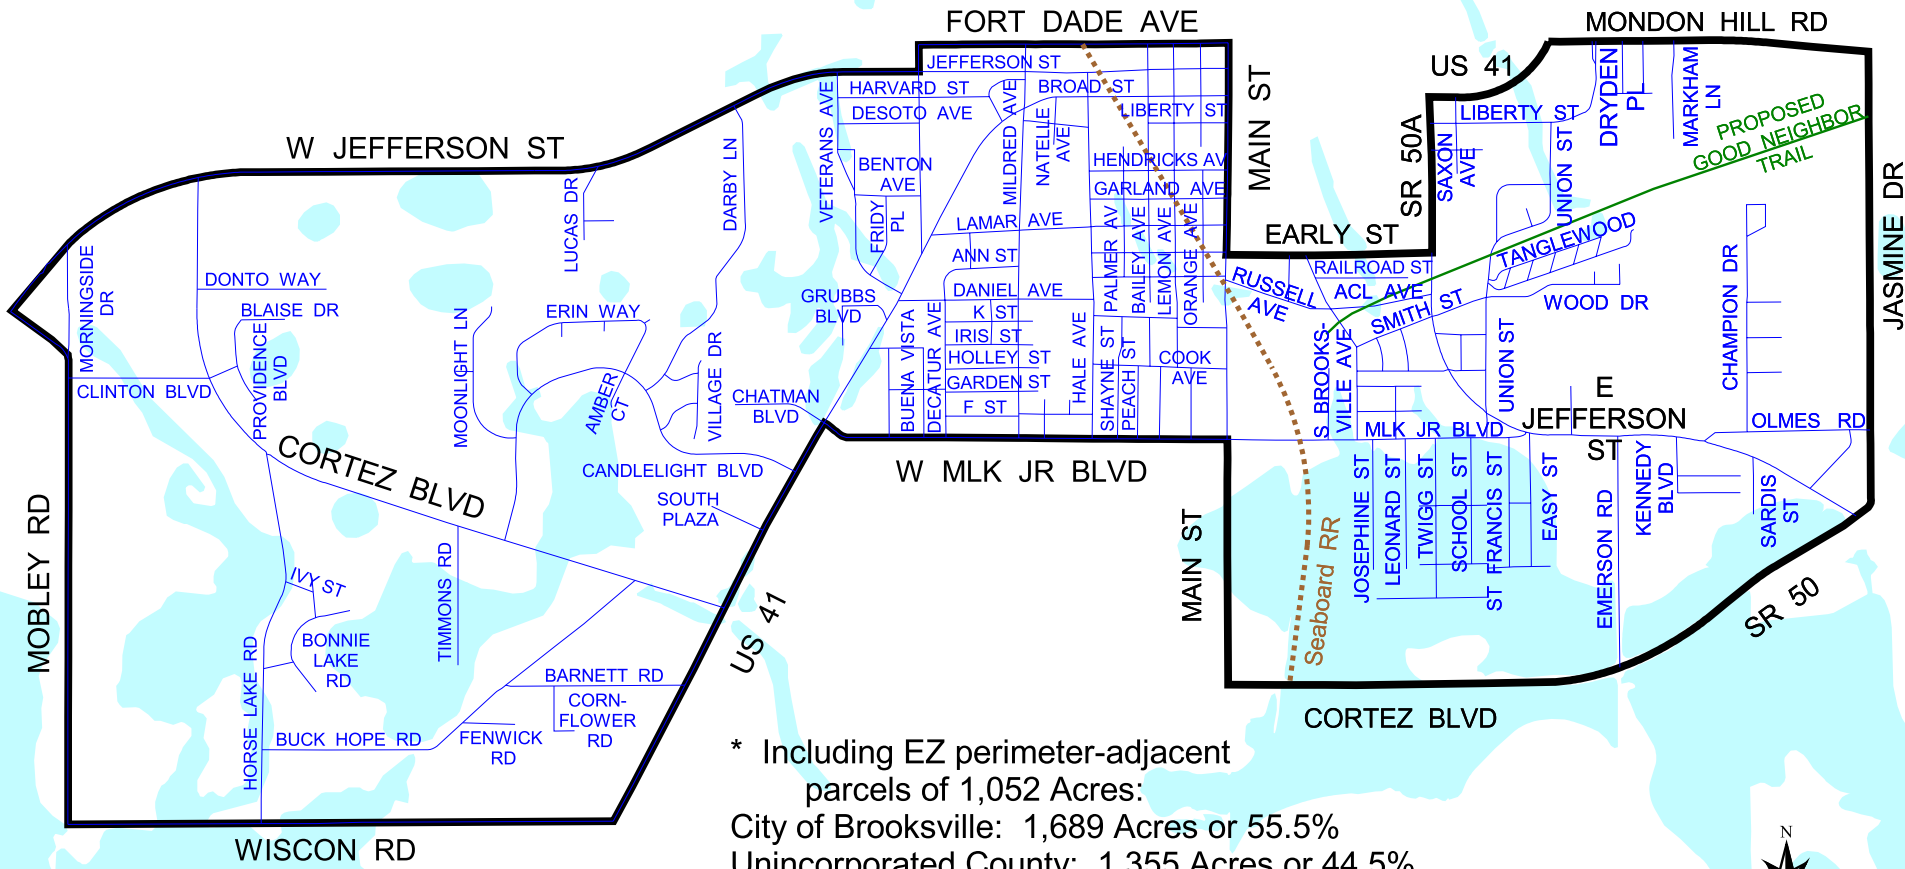 FORT DADE AVE
MONDON HILL RD
JEFFERSON ST
US 41
MAIN ST
HARVARD ST
BROAD ST
DESOTO AVE
LIBERTY ST
LIBERTY ST
DRYDEN
PL
MARKHAM
LN
PROPOSED
GOOD NEIGHBOR
TRAIL
W JEFFERSON ST
VETERANS AVE
MILDRED AVE
NATELLE
AVE
SR 50A
SAXON
AVE
UNION ST
DARBY LN
BENTON
AVE
HENDRICKS AV
GARLAND AVE
LUCAS DR
FRIDY
PL
LAMAR AVE
PALMER AV
BAILEY AVE
LEMON AVE
ORANGE AVE
EARLY ST
TANGLEWOOD
JASMINE DR
MORNINGSIDE
DR
DONTO WAY
ANN ST
RUSSELL
AVE
RAILROAD ST
ACL AVE
SMITH ST
WOOD DR
CHAMPION DR
BLAISE DR
PROVIDENCE
BLVD
MOONLIGHT LN
ERIN WAY
GRUBBS
BLVD
DANIEL AVE
K ST
IRIS ST
HOLLEY ST
GARDEN ST
F ST
BUENA VISTA
DECATUR AVE
HALE AVE
SHAYNE ST
PEACH ST
COOK
AVE
S BROOKS-
VILLE AVE
UNION ST
CLINTON BLVD
AMBER
CT
VILLAGE DR
CHATMAN
BLVD
E
JEFFERSON
ST
MLK JR BLVD
OLMES RD
CORTEZ BLVD
CANDLELIGHT BLVD
SOUTH
PLAZA
W MLK JR BLVD
MAIN ST
JOSEPHINE ST
LEONARD ST
TWIGG ST
SCHOOL ST
ST FRANCIS ST
EASY ST
EMERSON RD
KENNEDY
BLVD
SARDIS
ST
MOBLEY RD
IVY ST
TIMMONS RD
US 41
Seaboard RR
SR 50
HORSE LAKE RD
BONNIE
LAKE
RD
BARNETT RD
CORN-
FLOWER
RD
BUCK HOPE RD
FENWICK
RD
CORTEZ BLVD
WISCON RD
* Including EZ perimeter-adjacent
parcels of 1,052 Acres:
City of Brooksville: 1,689 Acres or 55.5%
Unincorporated County: 1,355 Acres or 44.5%
N